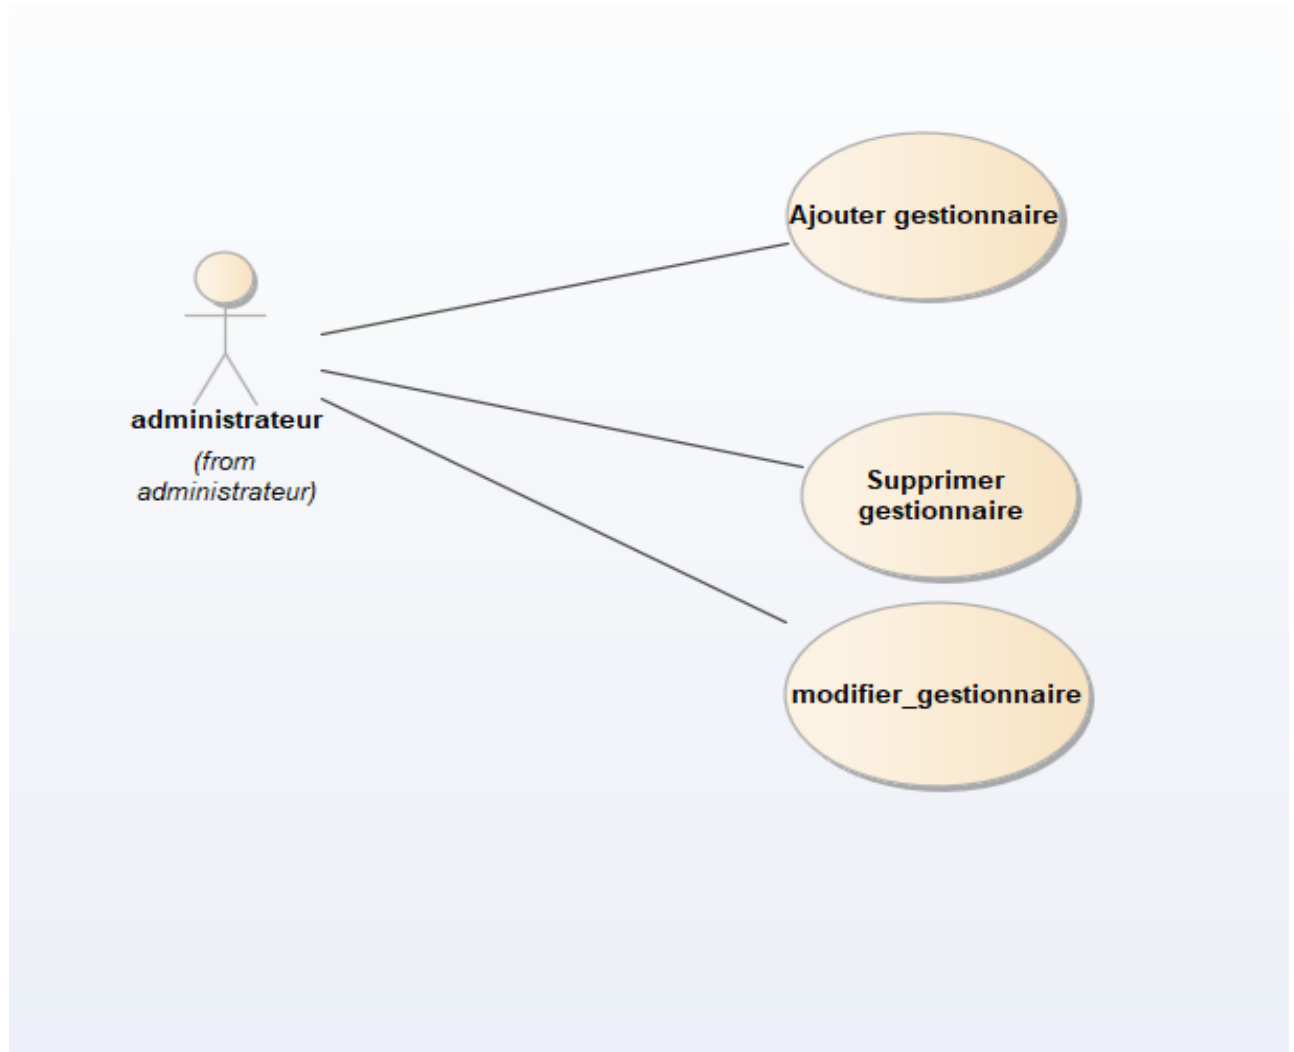 Ajouter gestionnaire
administrateur
(from
administrateur)
Supprimer
gestionnaire
modifier_gestionnaire